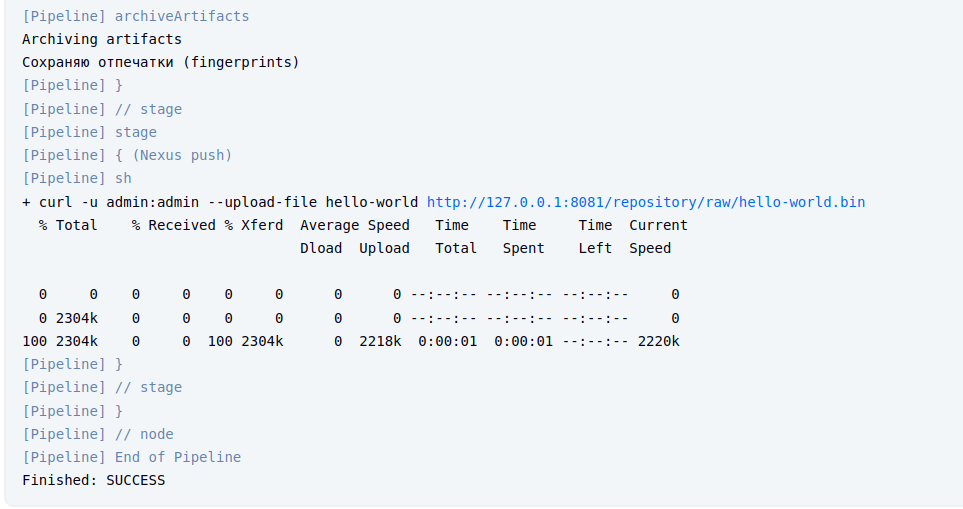 [Pipeline] archiveArtifacts
Archiving artifacts
Сохраняю отпечатки (fingerprints)
[Pipeline] }
[Pipeline] // stage
[Pipeline] stage
[Pipeline] { (Nexus push)
[Pipeline] sh
+ curl -u admin:admin --upload-file hello-world http://127.0.0.1:8081/repository/raw/hello-world.bin
  % Total    % Received % Xferd  Average Speed   Time    Time     Time  Current
                                 Dload  Upload   Total   Spent    Left  Speed
  0     0    0     0    0     0      0      0 --:--:-- --:--:-- --:--:--     0
  0 2304k    0     0    0     0      0      0 --:--:-- --:--:-- --:--:--     0
100 2304k    0     0  100 2304k      0  2218k  0:00:01  0:00:01 --:--:-- 2220k
[Pipeline] }
[Pipeline] // stage
[Pipeline] }
[Pipeline] // node
[Pipeline] End of Pipeline
Finished: SUCCESS